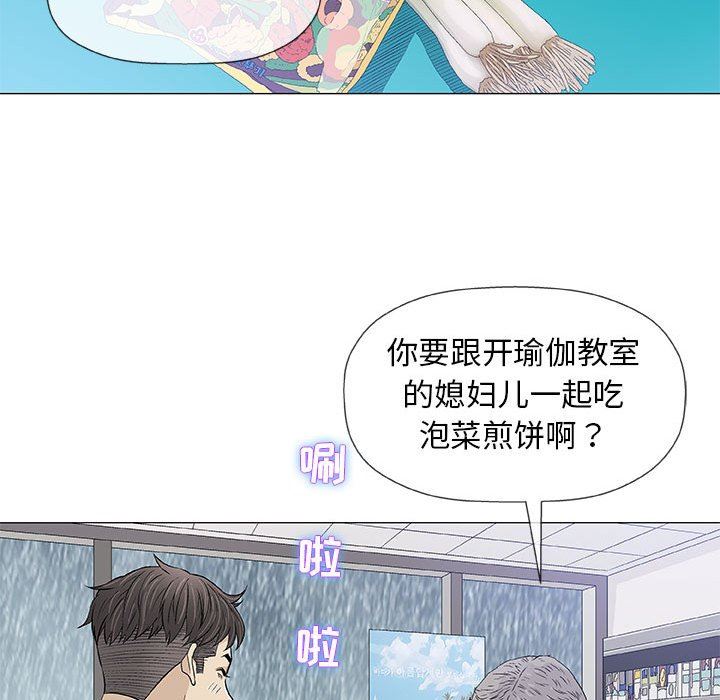 你要跟开瑜伽教室
的媳妇儿一起吃
泡菜煎饼啊？
唰
啦
啦